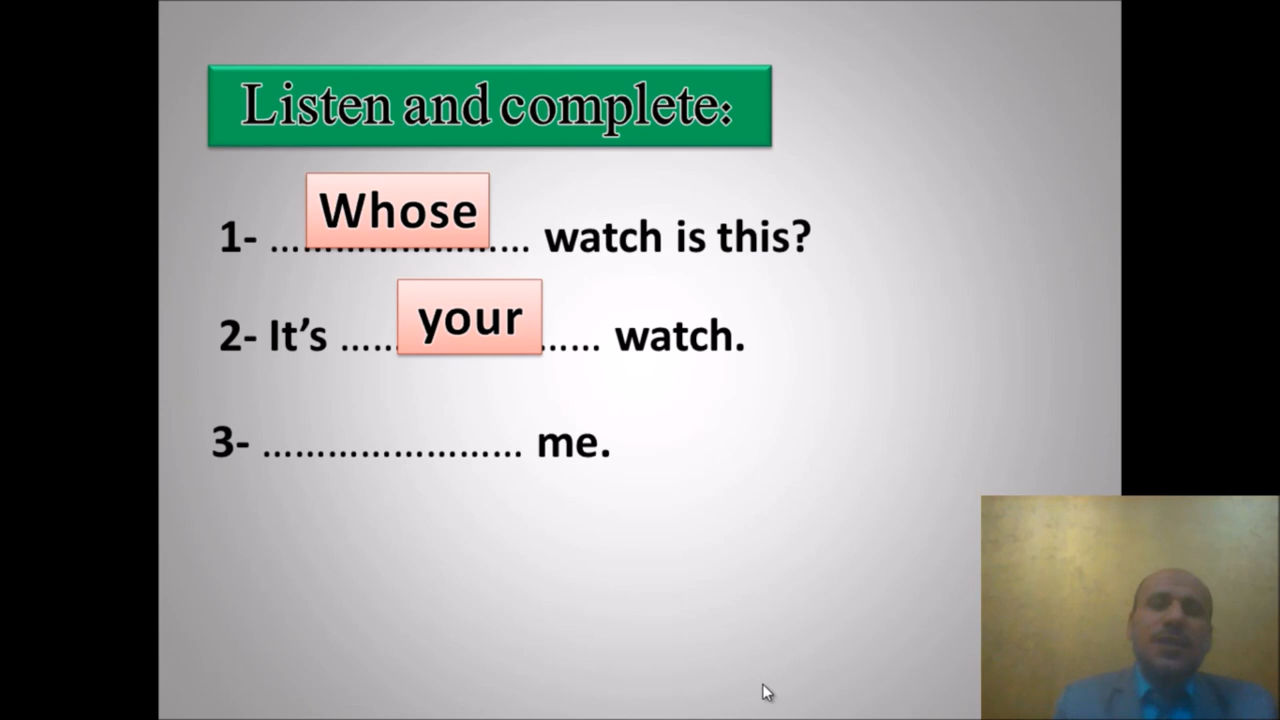 Listen and complete:
1- ........................ Whose watch is this?
2- It's ........................ your watch.
3- ........................ me.